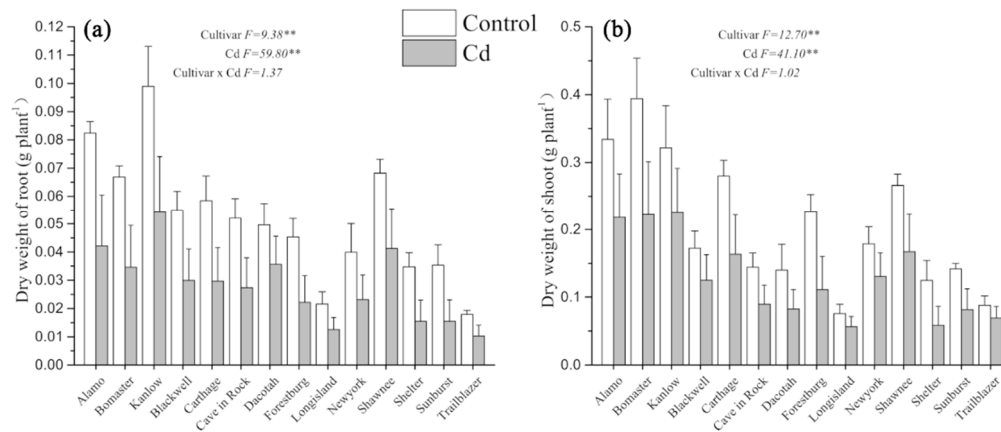 (a)
Cultivar F=9.38**
Cd F=59.80**
Cultivar x Cd F=1.37
Control
Cd
Dry weight of root (g plant⁻¹)
0.12
0.11
0.10
0.09
0.08
0.07
0.06
0.05
0.04
0.03
0.02
0.01
0.00
Alamo
Bomaster
Kanlow
Blackwell
Carthage
Cave in Rock
Dacotah
Forestburg
Longisland
Newyork
Shawnee
Shelter
Sunburst
Trailblazer
(b)
Cultivar F=12.70**
Cd F=41.10**
Cultivar x Cd F=1.02
Dry weight of shoot (g plant⁻¹)
0.5
0.4
0.3
0.2
0.1
0.0
Alamo
Bomaster
Kanlow
Blackwell
Carthage
Cave in Rock
Dacotah
Forestburg
Longisland
Newyork
Shawnee
Shelter
Sunburst
Trailblazer